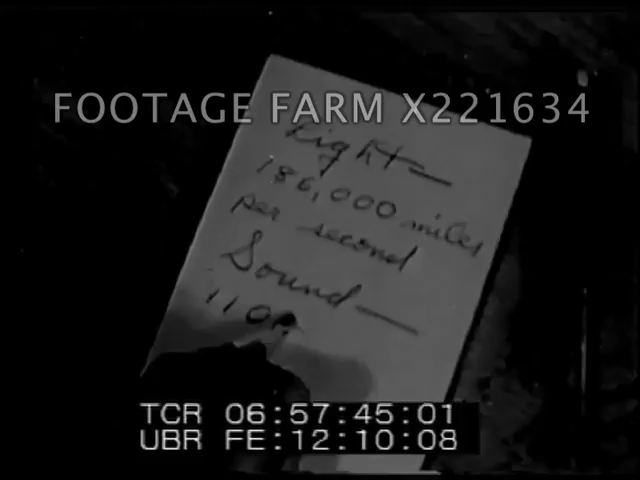 FOOTAGE FARM X221634
Light—
186,000 miles
per second
Sound—
110
TCR 06:57:45:01
UBR FE:12:10:08